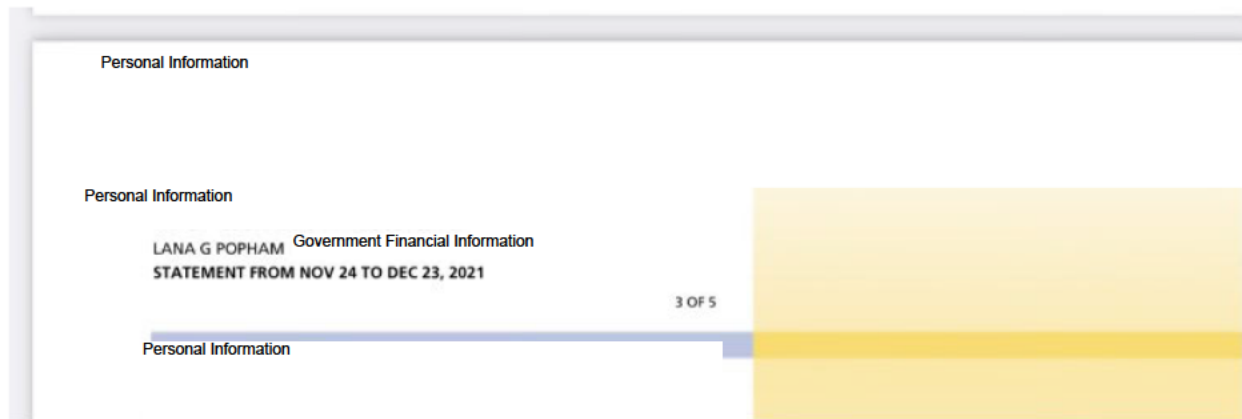 Personal Information
Personal Information
LANA G POPHAM Government Financial Information
STATEMENT FROM NOV 24 TO DEC 23, 2021
3 OF 5
Personal Information